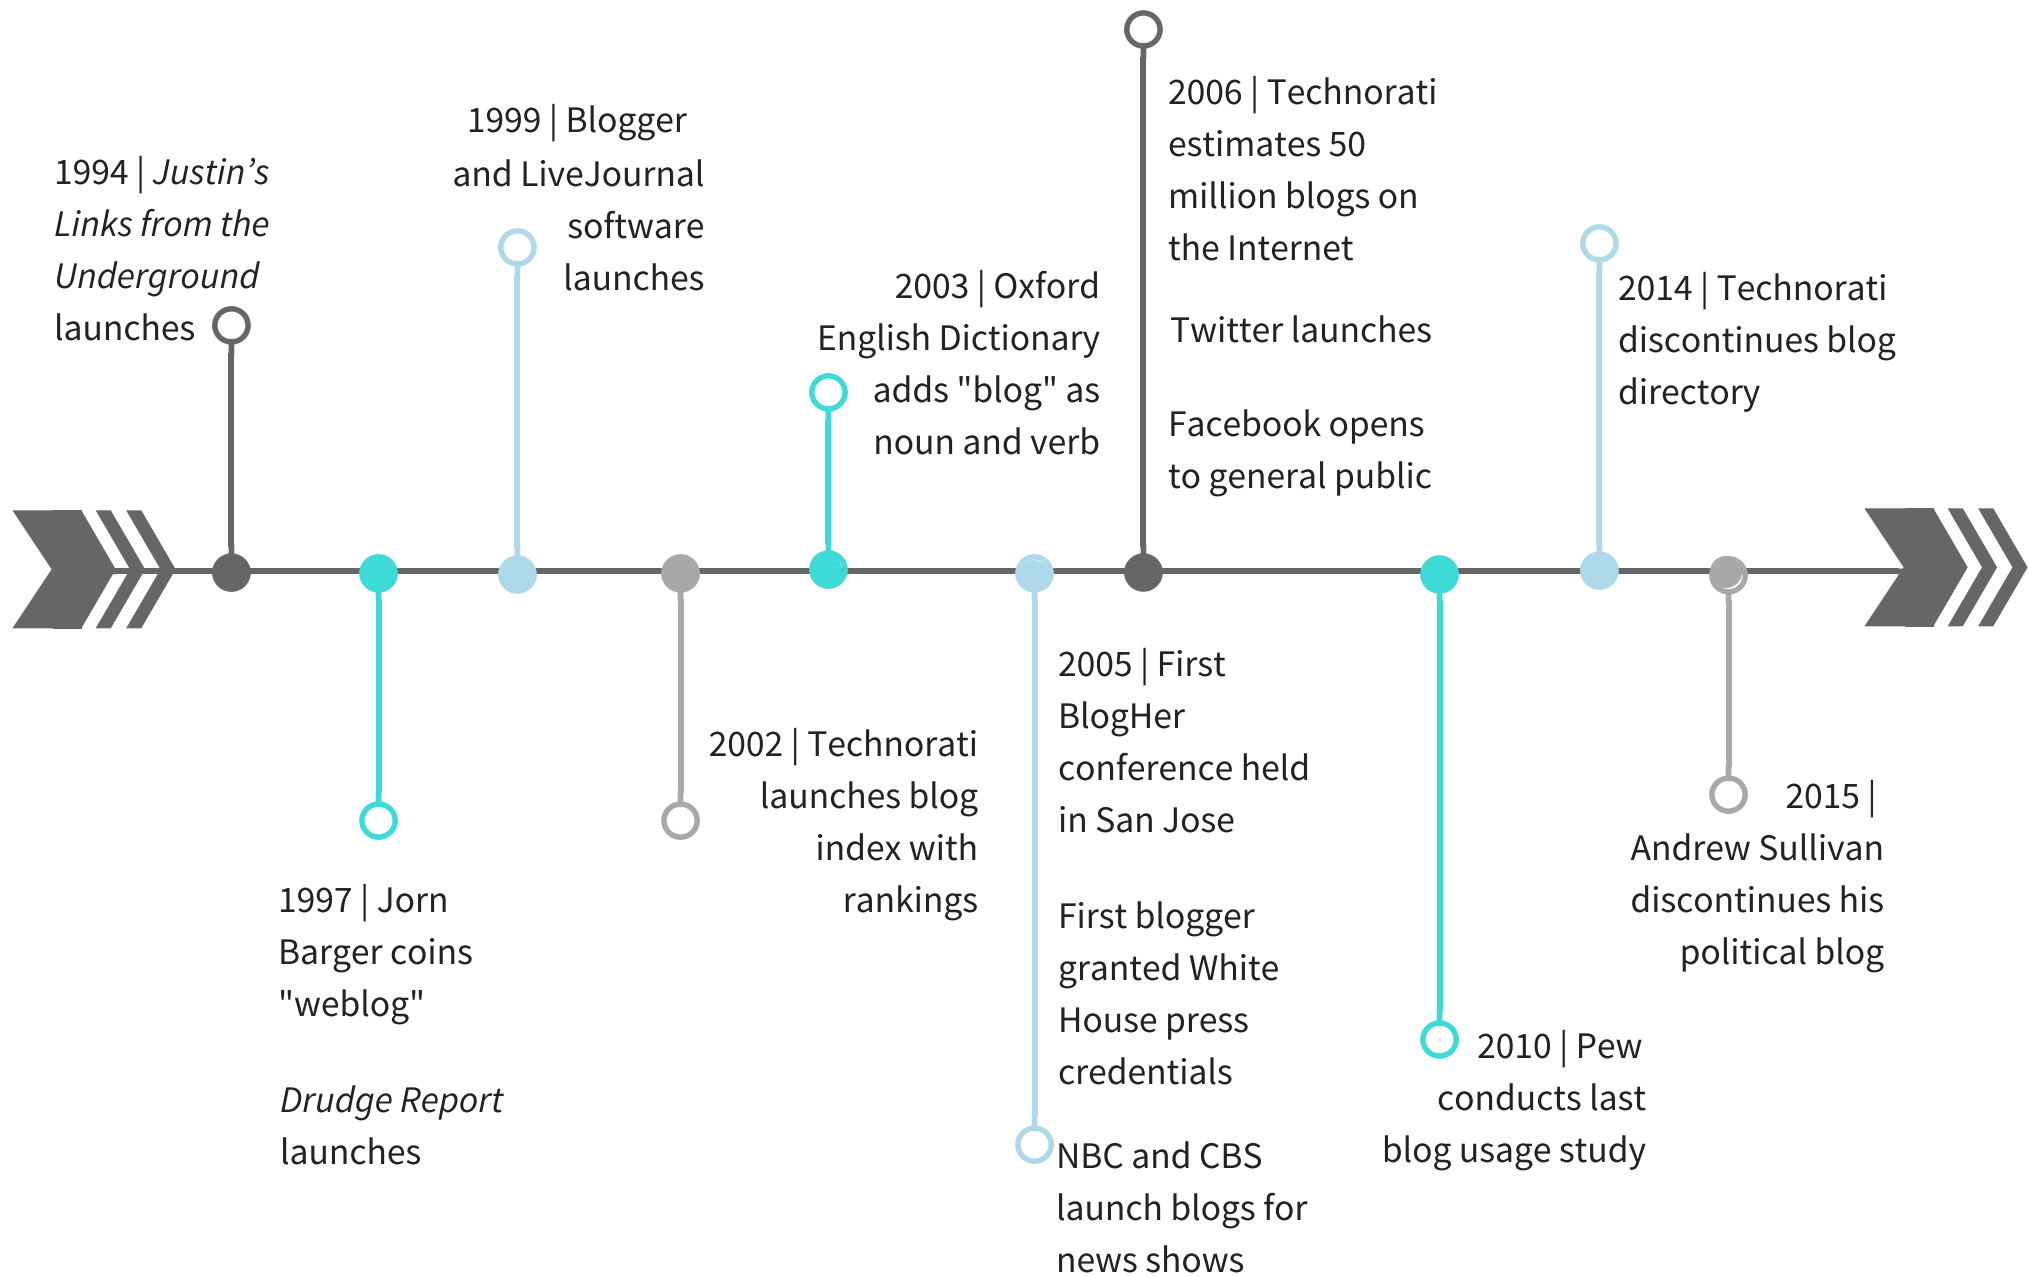 1994 | Justin’s
Links from the
Underground
launches
1997 | Jorn
Barger coins
"weblog"
Drudge Report
launches
1999 | Blogger
and LiveJournal
software
launches
2002 | Technorati
launches blog
index with
rankings
2003 | Oxford
English Dictionary
adds "blog" as
noun and verb
2005 | First
BlogHer
conference held
in San Jose
First blogger
granted White
House press
credentials
NBC and CBS
launch blogs for
news shows
2006 | Technorati
estimates 50
million blogs on
the Internet
Twitter launches
Facebook opens
to general public
2010 | Pew
conducts last
blog usage study
2014 | Technorati
discontinues blog
directory
2015 |
Andrew Sullivan
discontinues his
political blog